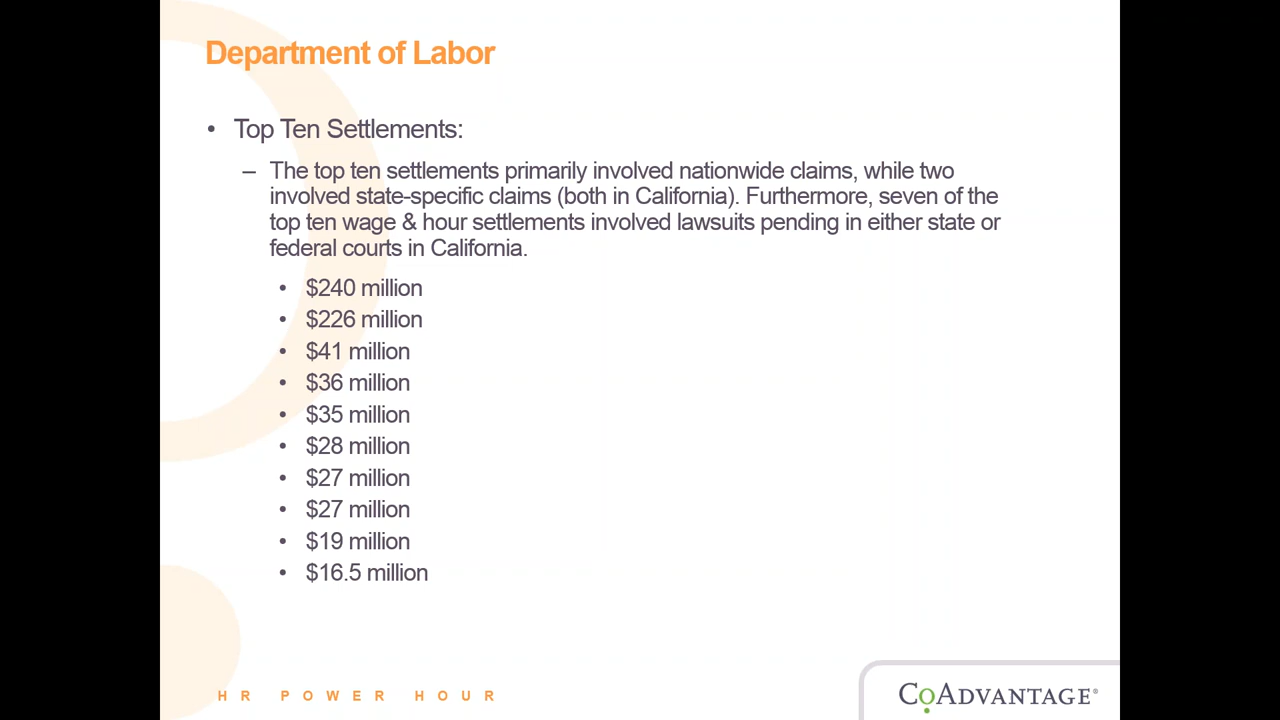 Department of Labor
• Top Ten Settlements:
– The top ten settlements primarily involved nationwide claims, while two
involved state-specific claims (both in California). Furthermore, seven of the
top ten wage & hour settlements involved lawsuits pending in either state or
federal courts in California.
• $240 million
• $226 million
• $41 million
• $36 million
• $35 million
• $28 million
• $27 million
• $27 million
• $19 million
• $16.5 million
HR POWER HOUR
CoAdvantage®